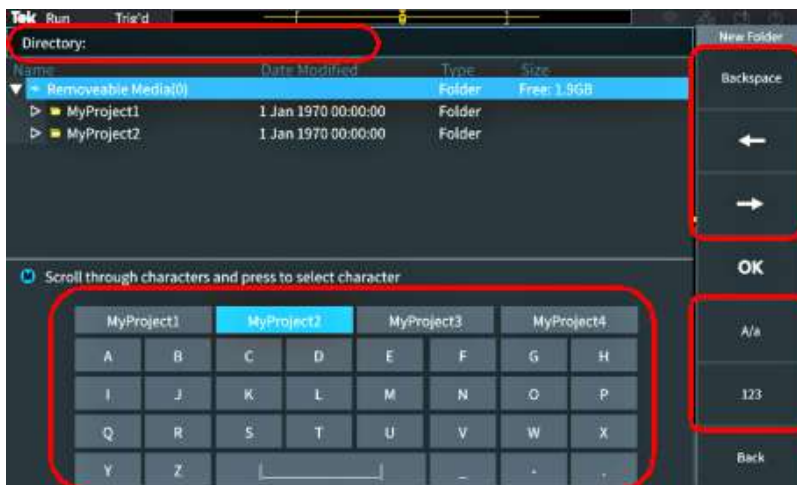 Tek Run Trig'd
New Folder
Directory:
Name Date Modified Type Size
Removeable Media(0) Folder Free: 1.9GB
MyProject1 1 Jan 1970 00:00:00 Folder
MyProject2 1 Jan 1970 00:00:00 Folder
Backspace
OK
A/a
123
Back
Scroll through characters and press to select character
MyProject1 MyProject2 MyProject3 MyProject4
A B C D E F G H
I J K L M N O P
Q R S T U V W X
Y Z _ - .